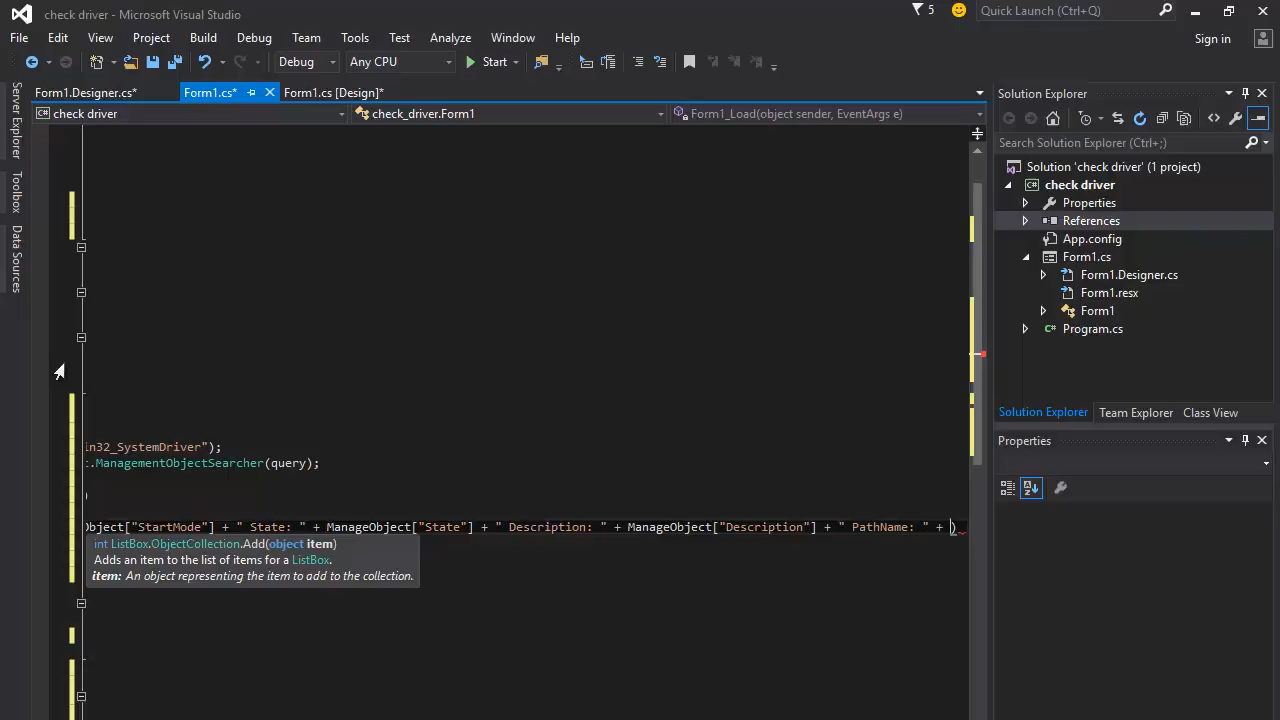 check driver - Microsoft Visual Studio
5
Quick Launch (Ctrl+Q)
File Edit View Project Build Debug Team Tools Test Analyze Window Help
Sign in
Debug Any CPU Start
Server Explorer
Toolbox
Data Sources
Form1.Designer.cs* Form1.cs* Form1.cs [Design]*
check driver check_driver.Form1 Form1_Load(object sender, EventArgs e)
in32_SystemDriver");
t.ManagementObjectSearcher(query);
)
Object["StartMode"] + " State: " + ManageObject["State"] + " Description: " + ManageObject["Description"] + " PathName: " + )
int ListBox.ObjectCollection.Add(object item)
Adds an item to the list of items for a ListBox.
item: An object representing the item to add to the collection.
Solution Explorer
Search Solution Explorer (Ctrl+;)
Solution 'check driver' (1 project)
check driver
Properties
References
App.config
Form1.cs
Form1.Designer.cs
Form1.resx
Form1
Program.cs
Solution Explorer Team Explorer Class View
Properties